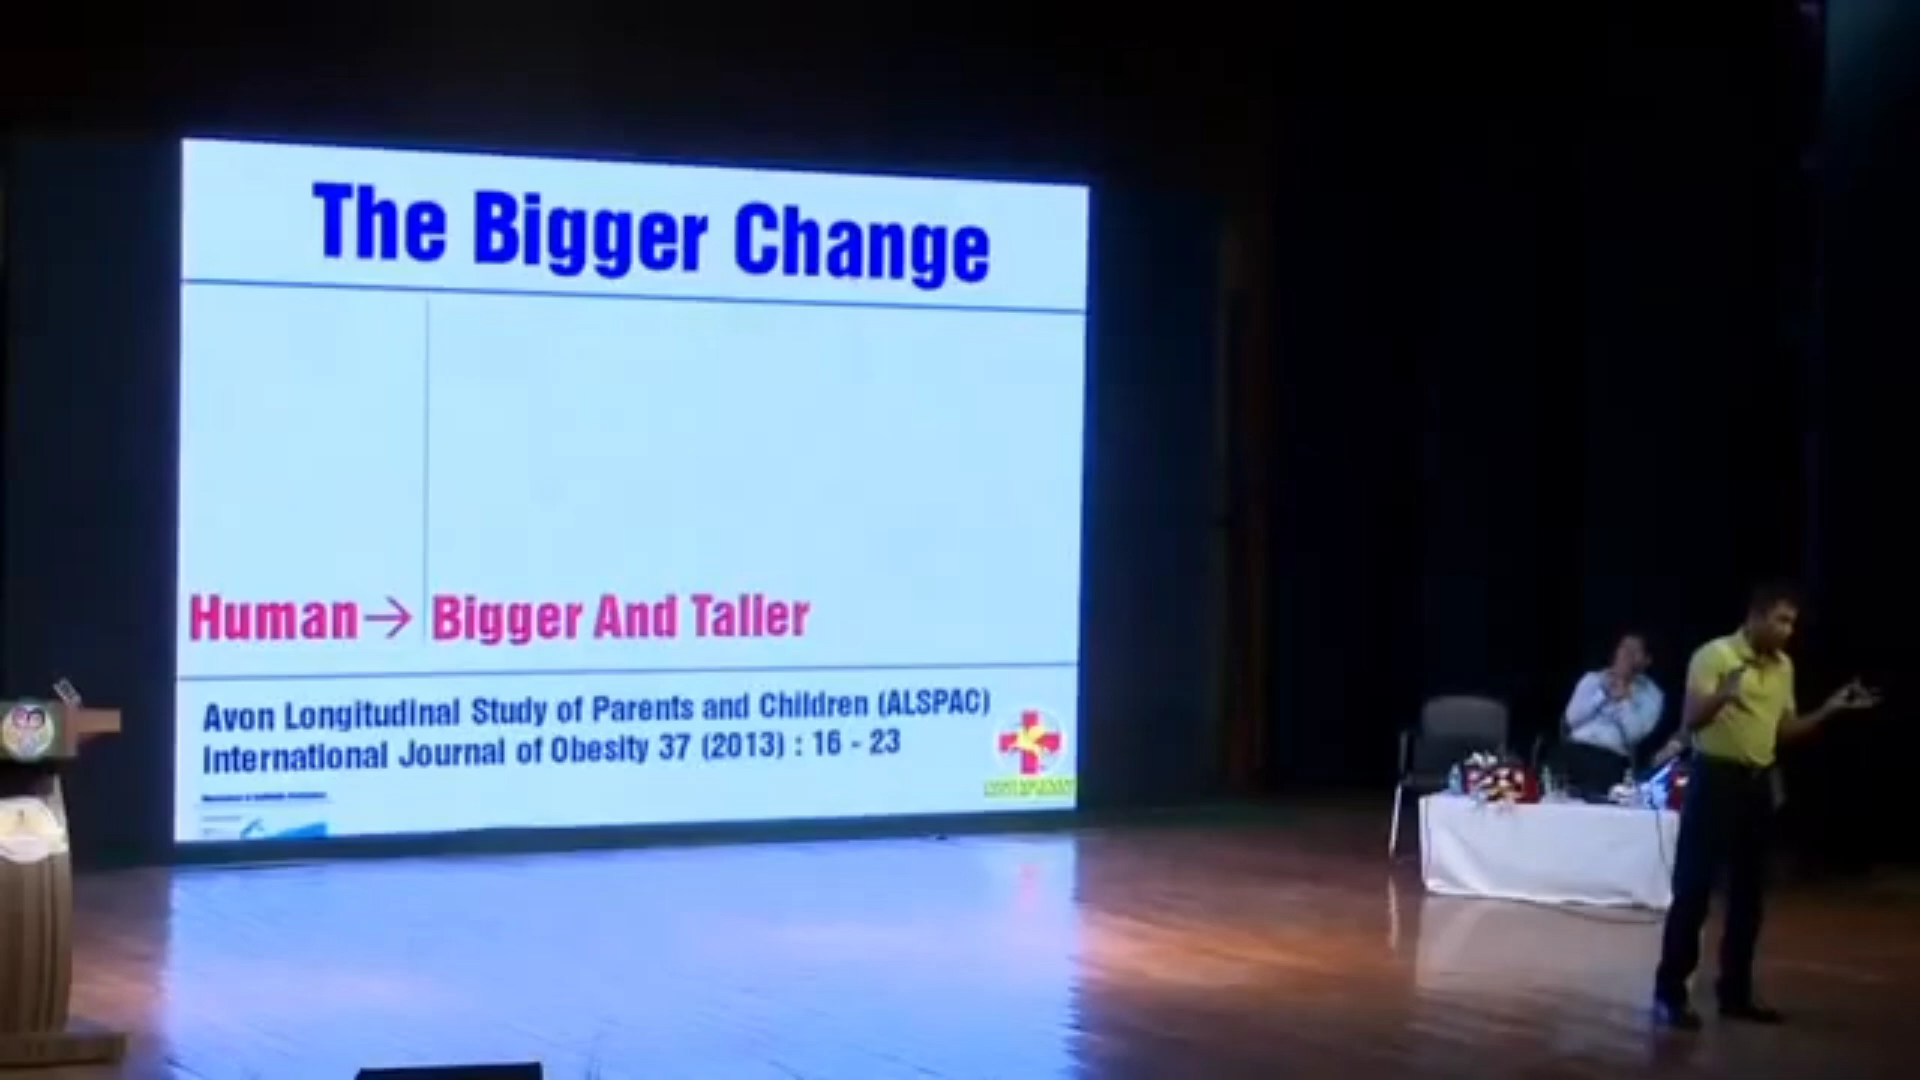 The Bigger Change
Human → Bigger And Taller
Avon Longitudinal Study of Parents and Children (ALSPAC)
International Journal of Obesity 37 (2013) : 16 - 23